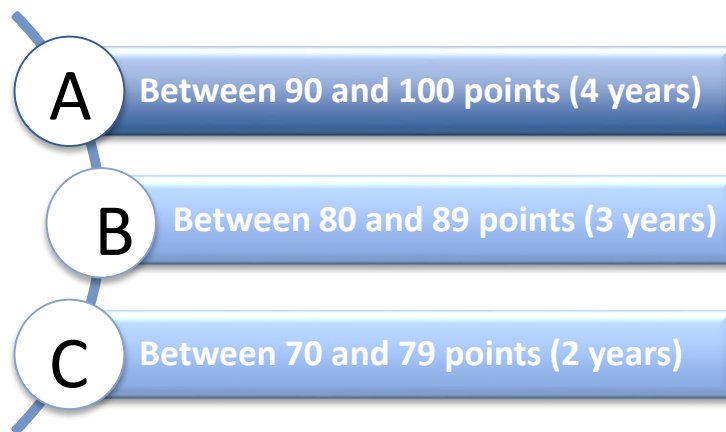 A Between 90 and 100 points (4 years)
B Between 80 and 89 points (3 years)
C Between 70 and 79 points (2 years)